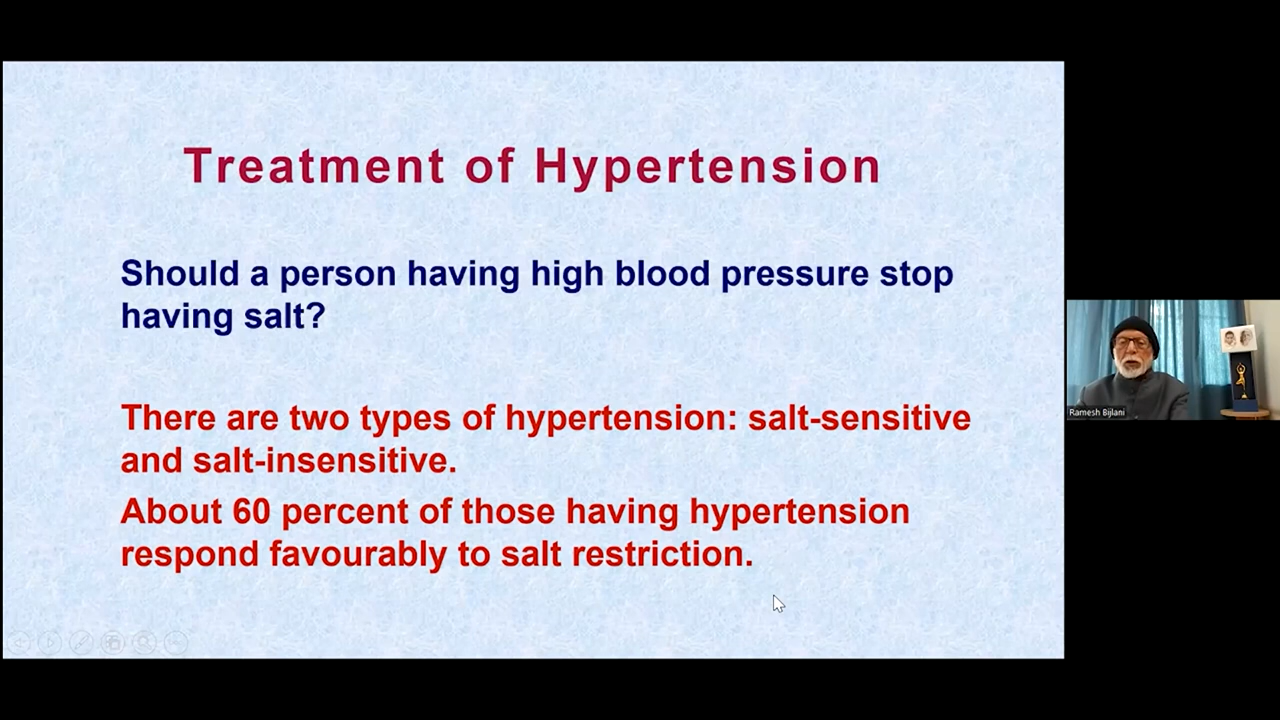 Treatment of Hypertension
Should a person having high blood pressure stop
having salt?
There are two types of hypertension: salt-sensitive
and salt-insensitive.
About 60 percent of those having hypertension
respond favourably to salt restriction.
Ramesh Bijlani